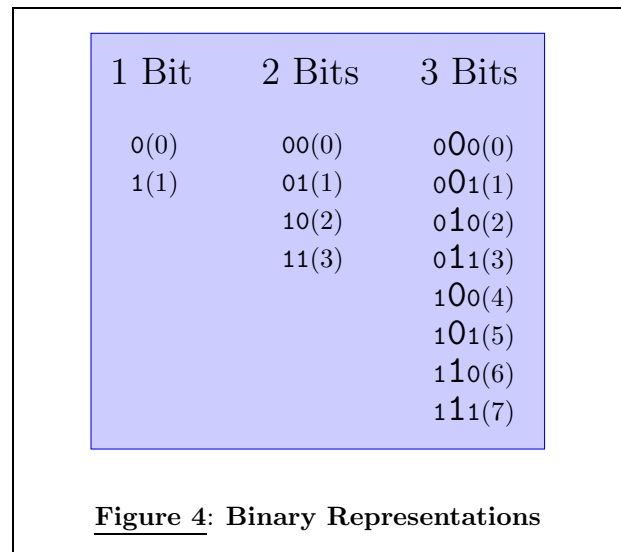 1 Bit 2 Bits 3 Bits
0(0) 00(0) 000(0)
1(1) 01(1) 001(1)
10(2) 010(2)
11(3) 011(3)
100(4)
101(5)
110(6)
111(7)
Figure 4: Binary Representations